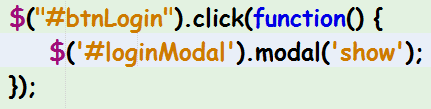 $("#btnLogin").click(function() {
    $('#loginModal').modal('show');
});